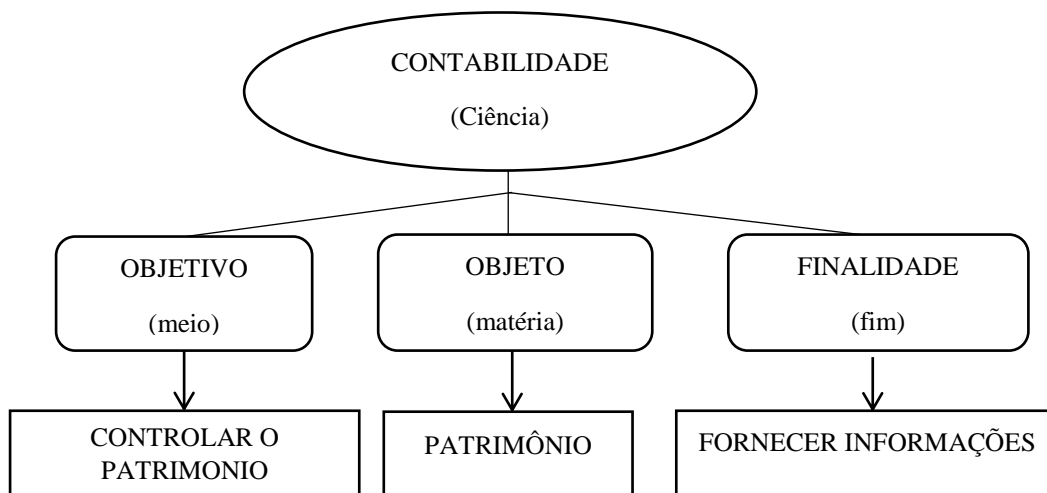 CONTABILIDADE
(Ciência)
OBJETIVO
(meio)
OBJETO
(matéria)
FINALIDADE
(fim)
CONTROLAR O
PATRIMONIO
PATRIMÔNIO
FORNECER INFORMAÇÕES